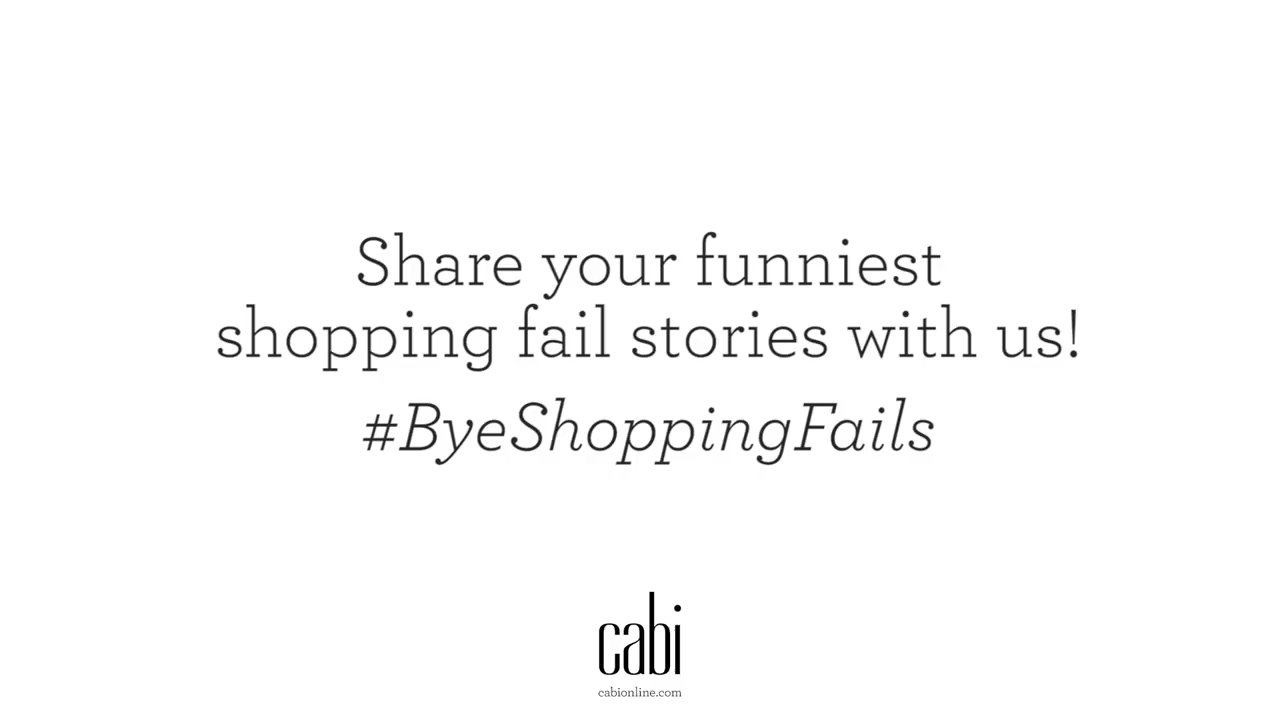 Share your funniest
shopping fail stories with us!
#ByeShoppingFails
cabi
cabionline.com